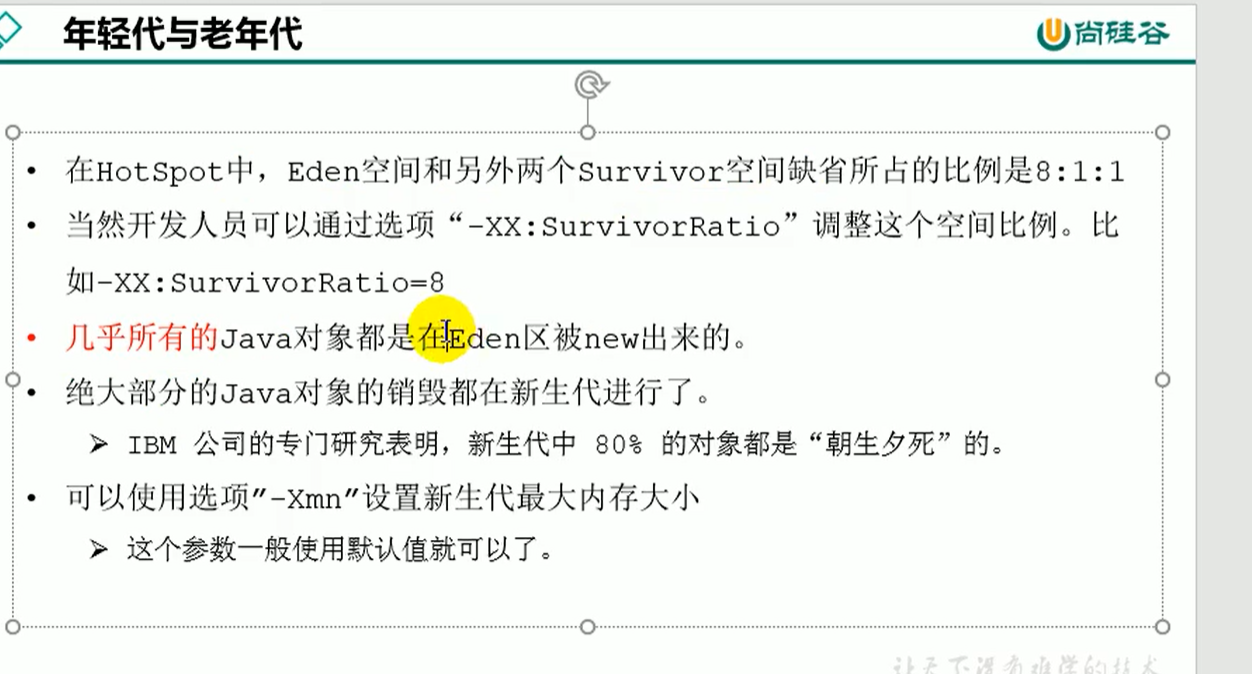 年轻代与老年代
尚硅谷
• 在HotSpot中，Eden空间和另外两个Survivor空间缺省所占的比例是8:1:1
• 当然开发人员可以通过选项“-XX:SurvivorRatio”调整这个空间比例。比
如-XX:SurvivorRatio=8
• 几乎所有的Java对象都是在Eden区被new出来的。
• 绝大部分的Java对象的销毁都在新生代进行了。
➢ IBM 公司的专门研究表明，新生代中 80% 的对象都是“朝生夕死”的。
• 可以使用选项"-Xmn"设置新生代最大内存大小
➢ 这个参数一般使用默认值就可以了。
让天下没有难学的技术